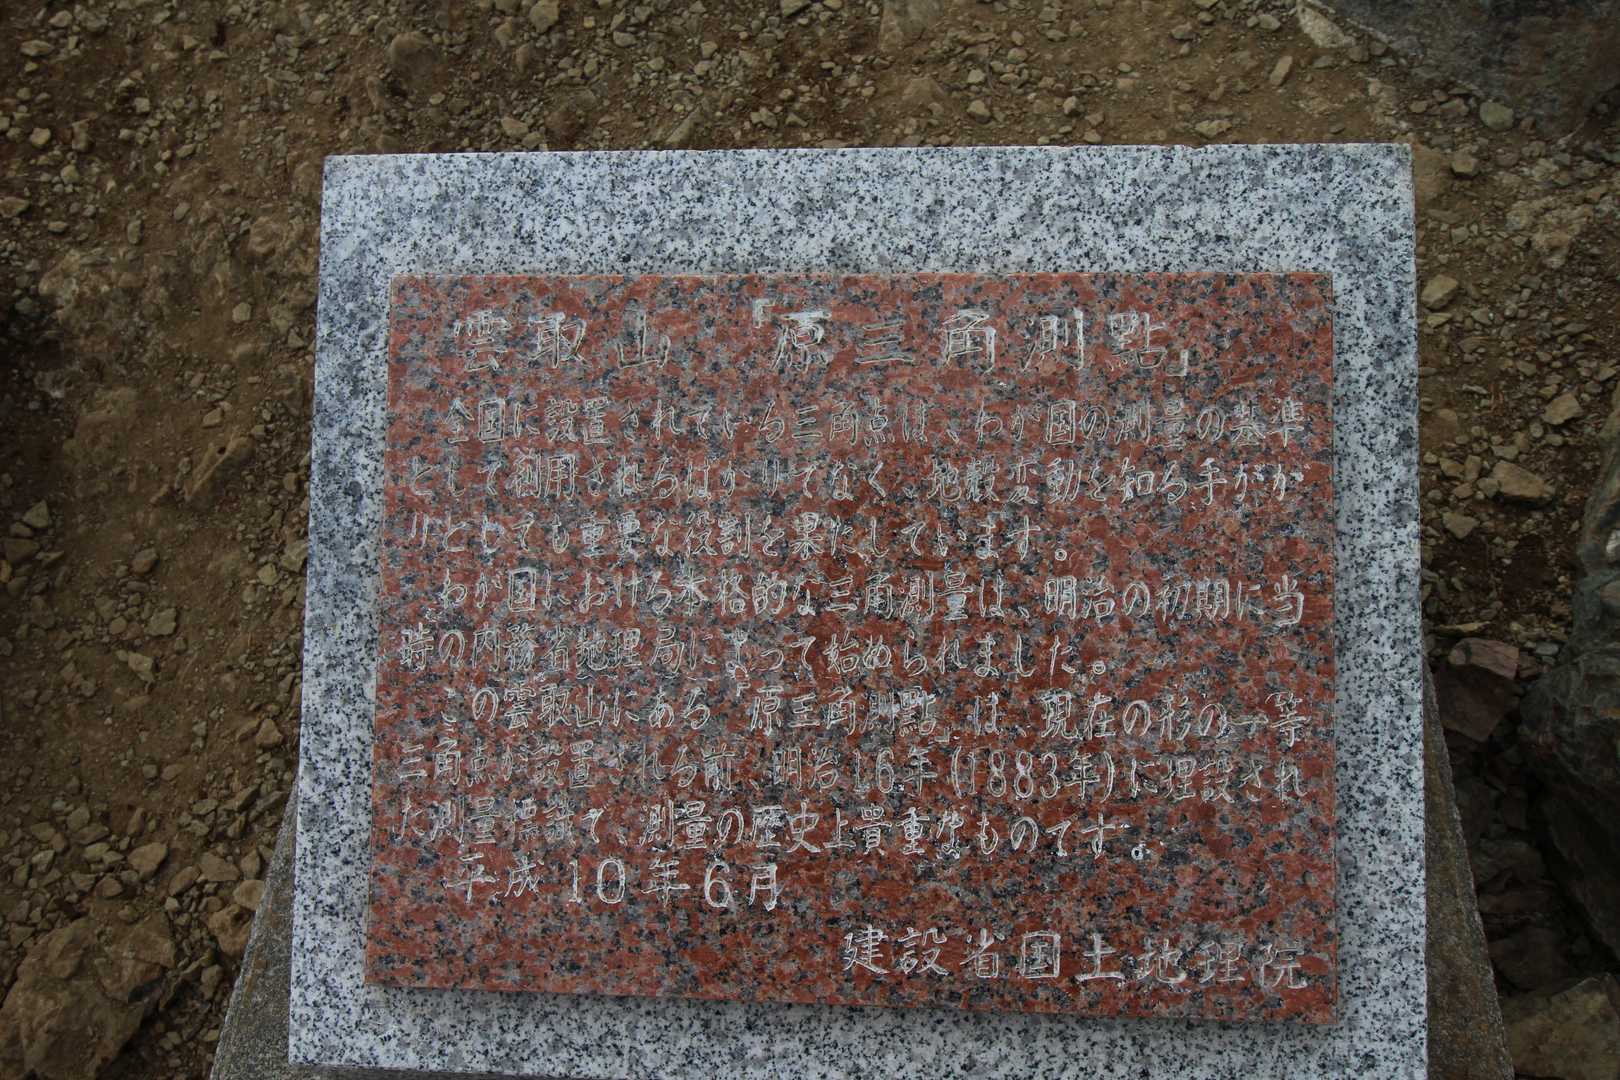 雲取山「原三角測點」
全国に設置されている三角点は、わが国の測量の基準
として利用されるばかりでなく、地殻変動を知る手がか
りとしても重要な役割を果たしています。
わが国における本格的な三角測量は、明治の初期に当
時の内務省地理局によって始められました。
この雲取山にある「原三角測點」は、現在の形の一等
三角点が設置される前、明治16年(1883年)に埋設され
た測量標識で、測量の歴史上貴重なものです。
平成10年6月
建設省国土地理院